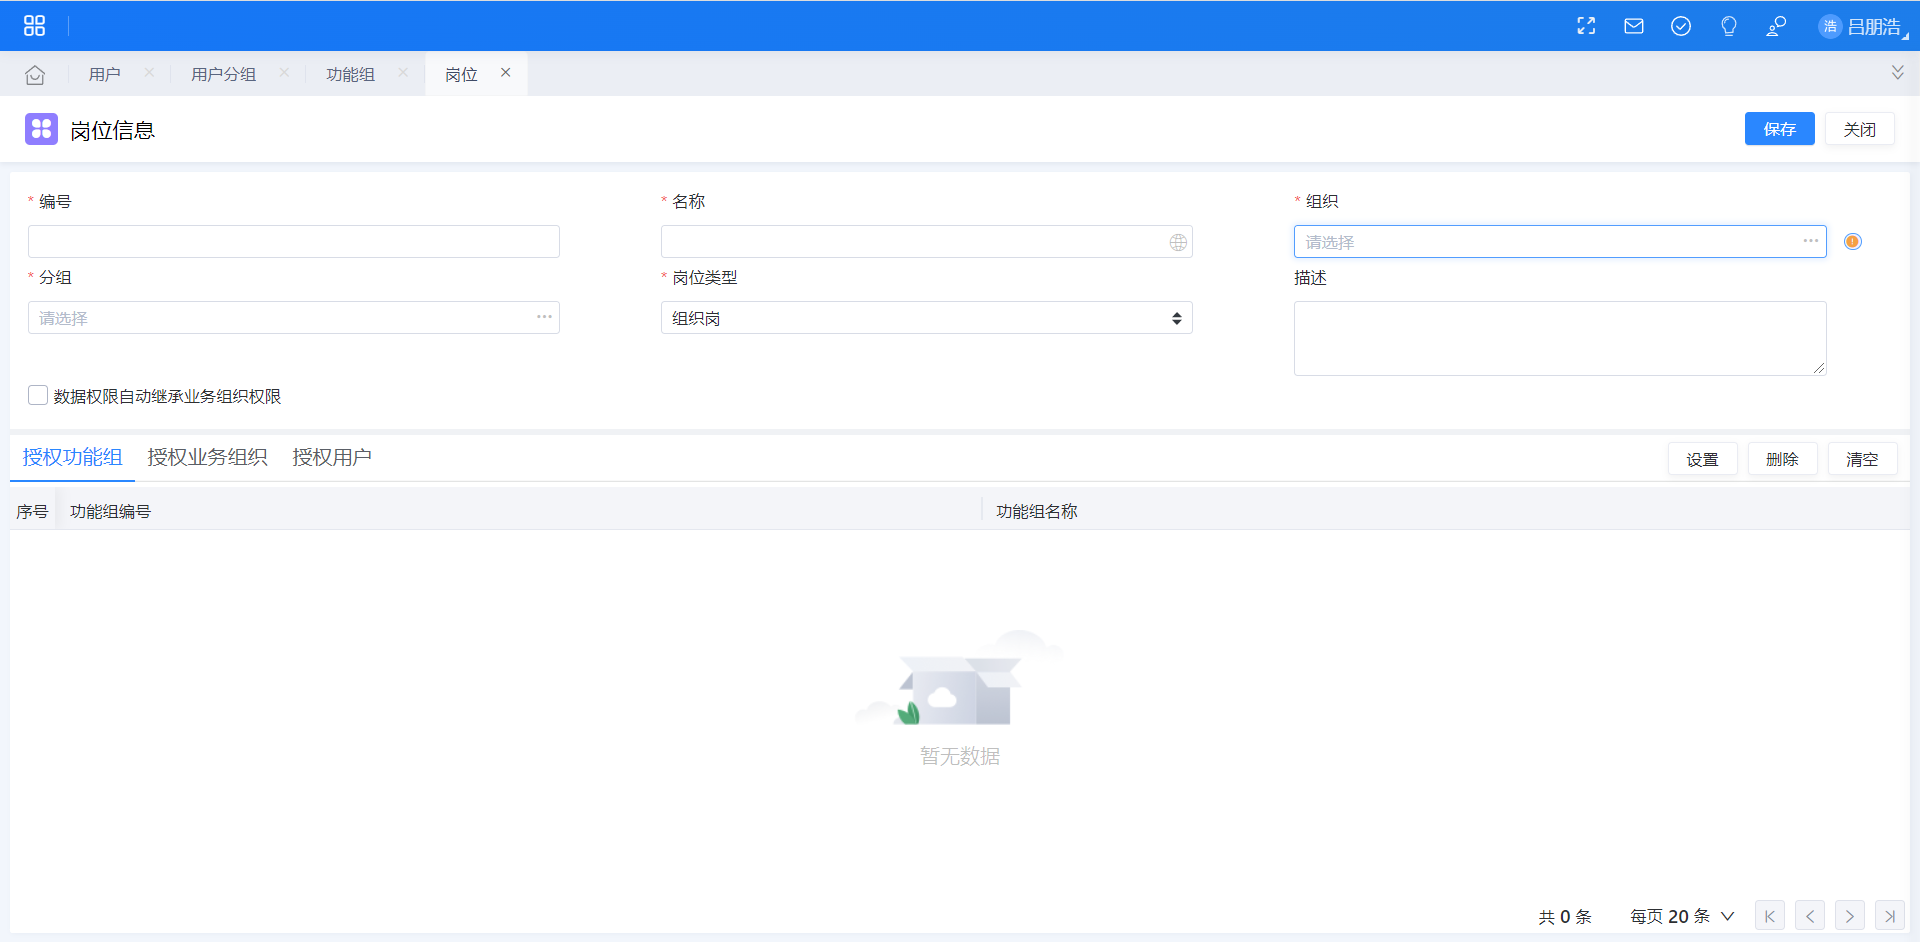 浩 吕朋浩
用户 用户分组 功能组 岗位
岗位信息 保存 关闭
* 编号 * 名称 * 组织
请选择
* 分组 * 岗位类型 描述
请选择 组织岗
数据权限自动继承业务组织权限
授权功能组 授权业务组织 授权用户 设置 删除 清空
序号 功能组编号 功能组名称
暂无数据
共 0 条 每页 20 条